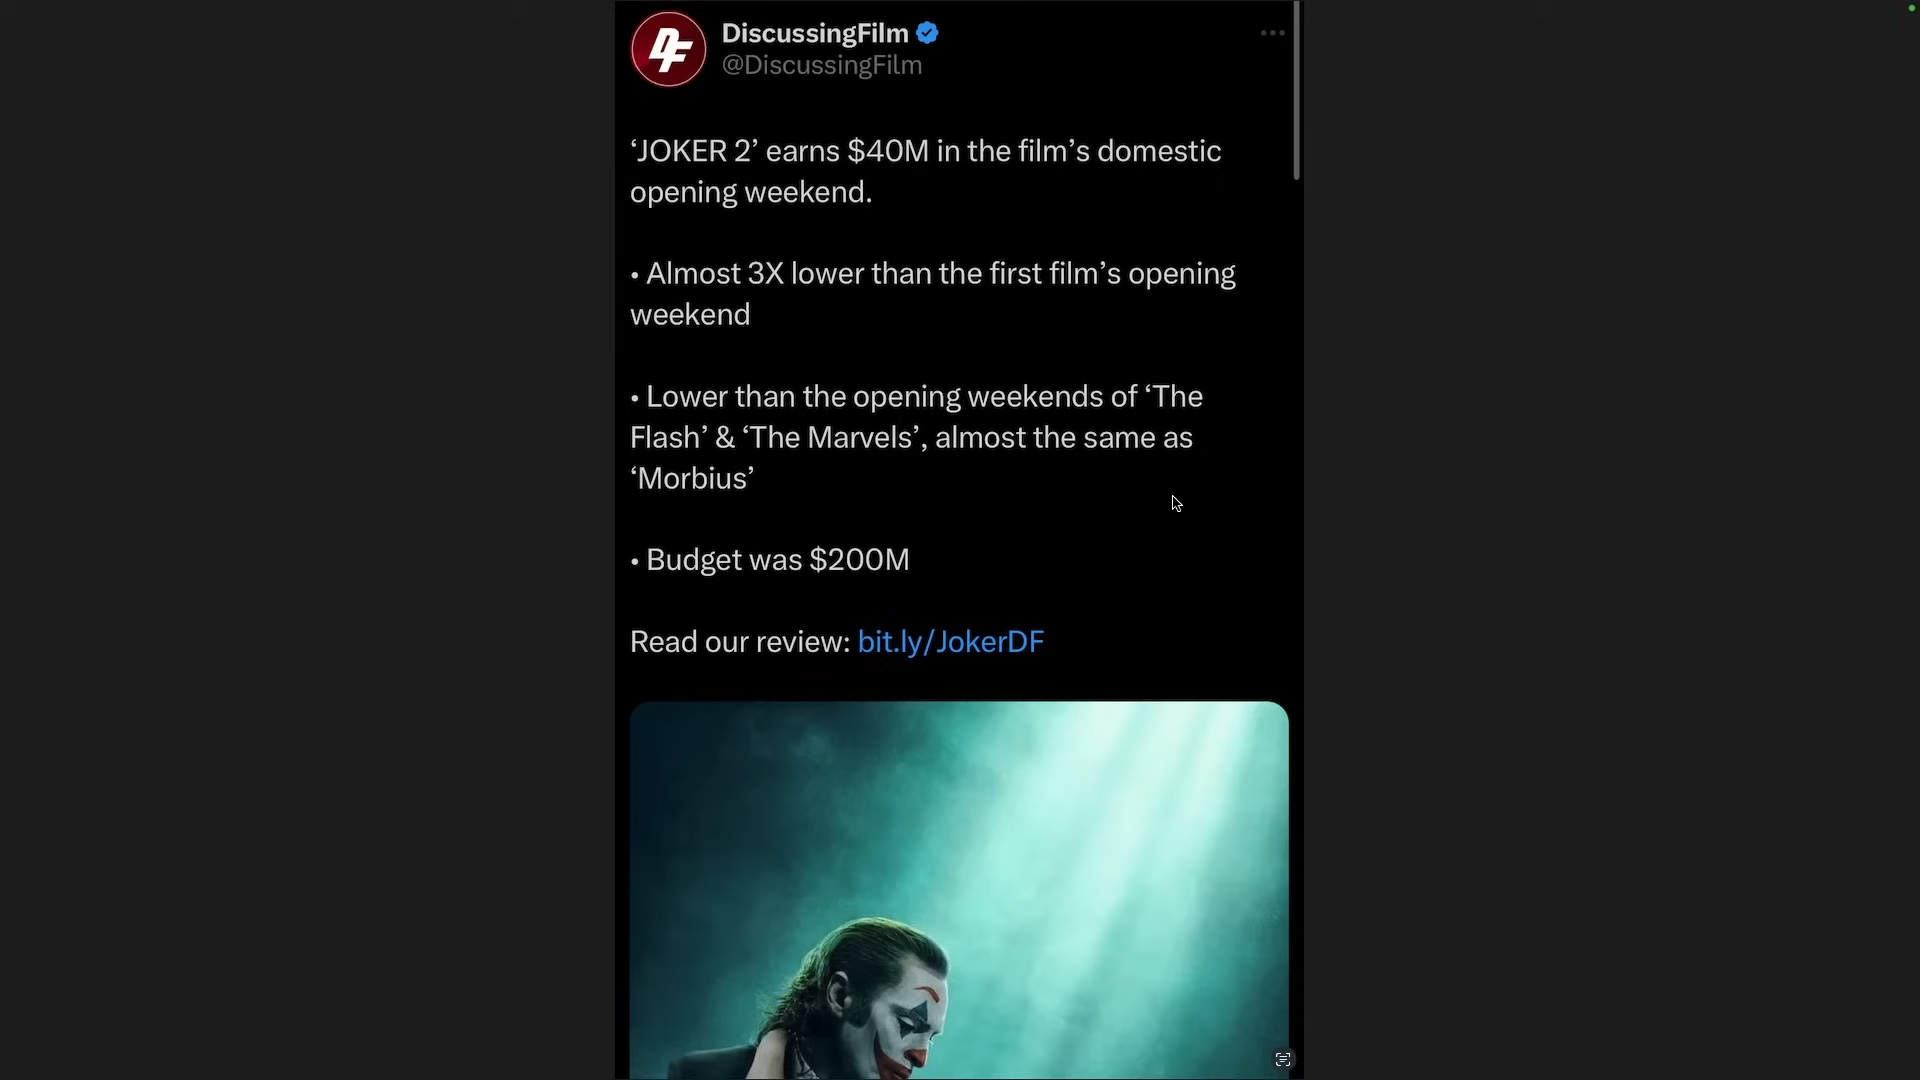 DF
DiscussingFilm
@DiscussingFilm
‘JOKER 2’ earns $40M in the film’s domestic
opening weekend.
• Almost 3X lower than the first film’s opening
weekend
• Lower than the opening weekends of ‘The
Flash’ & ‘The Marvels’, almost the same as
‘Morbius’
• Budget was $200M
Read our review: bit.ly/JokerDF